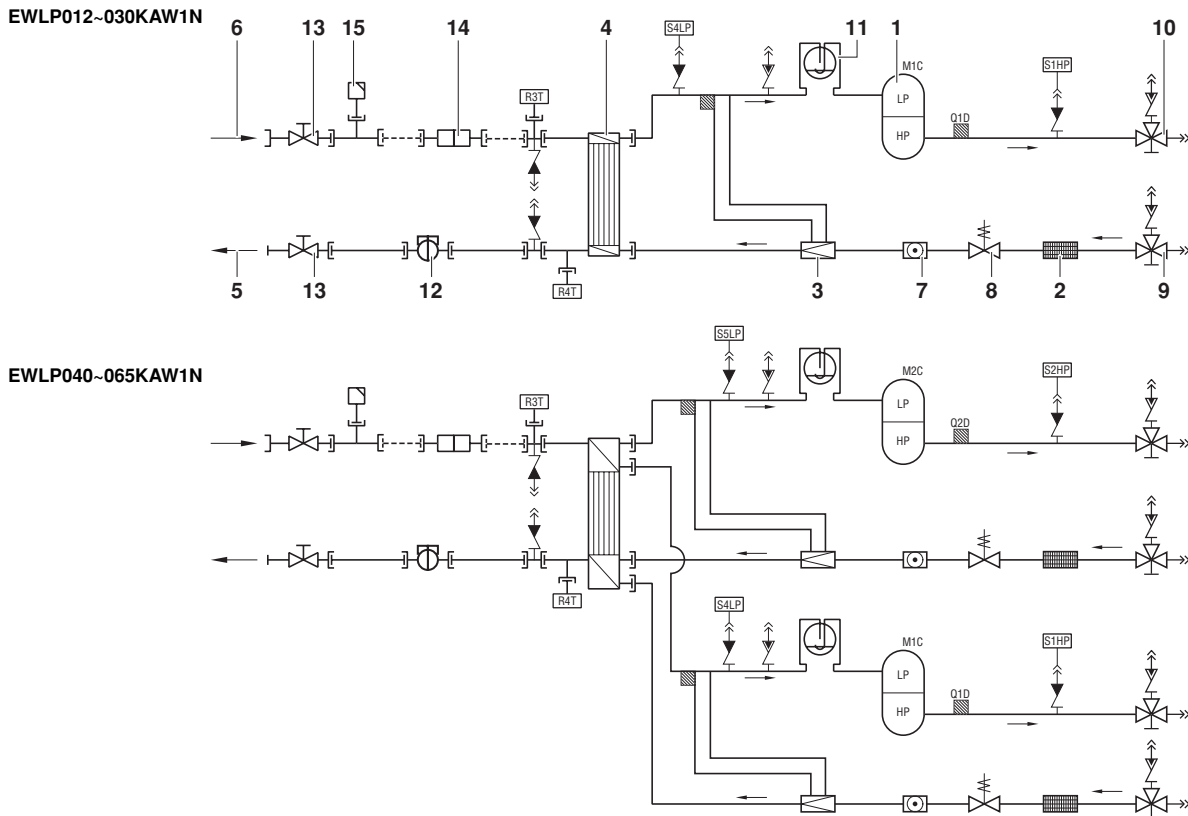 EWLP012~030KAW1N
6 13 15 14 4 S4LP 11 1 M1C S1HP 10
R3T
LP
Q1D
HP
5 13 12 R4T 3 7 8 2 9
EWLP040~065KAW1N
S5LP M2C S2HP
R3T
LP
Q2D
HP
R4T
S4LP M1C S1HP
LP
Q1D
HP